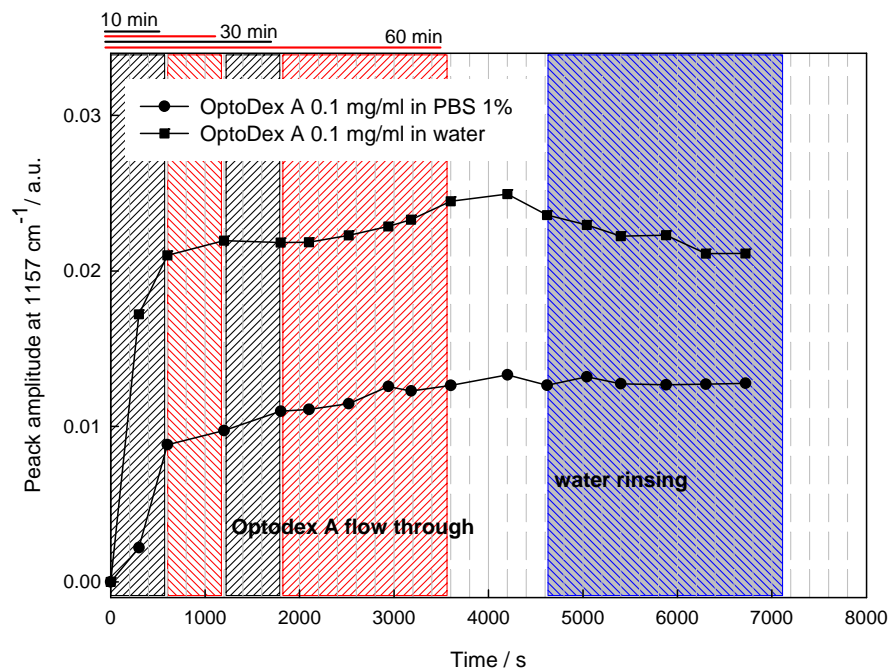 10 min
30 min
60 min
OptoDex A 0.1 mg/ml in PBS 1%
OptoDex A 0.1 mg/ml in water
Peack amplitude at 1157 cm⁻¹ / a.u.
0.03
0.02
0.01
0.00
water rinsing
Optodex A flow through
0 1000 2000 3000 4000 5000 6000 7000 8000
Time / s